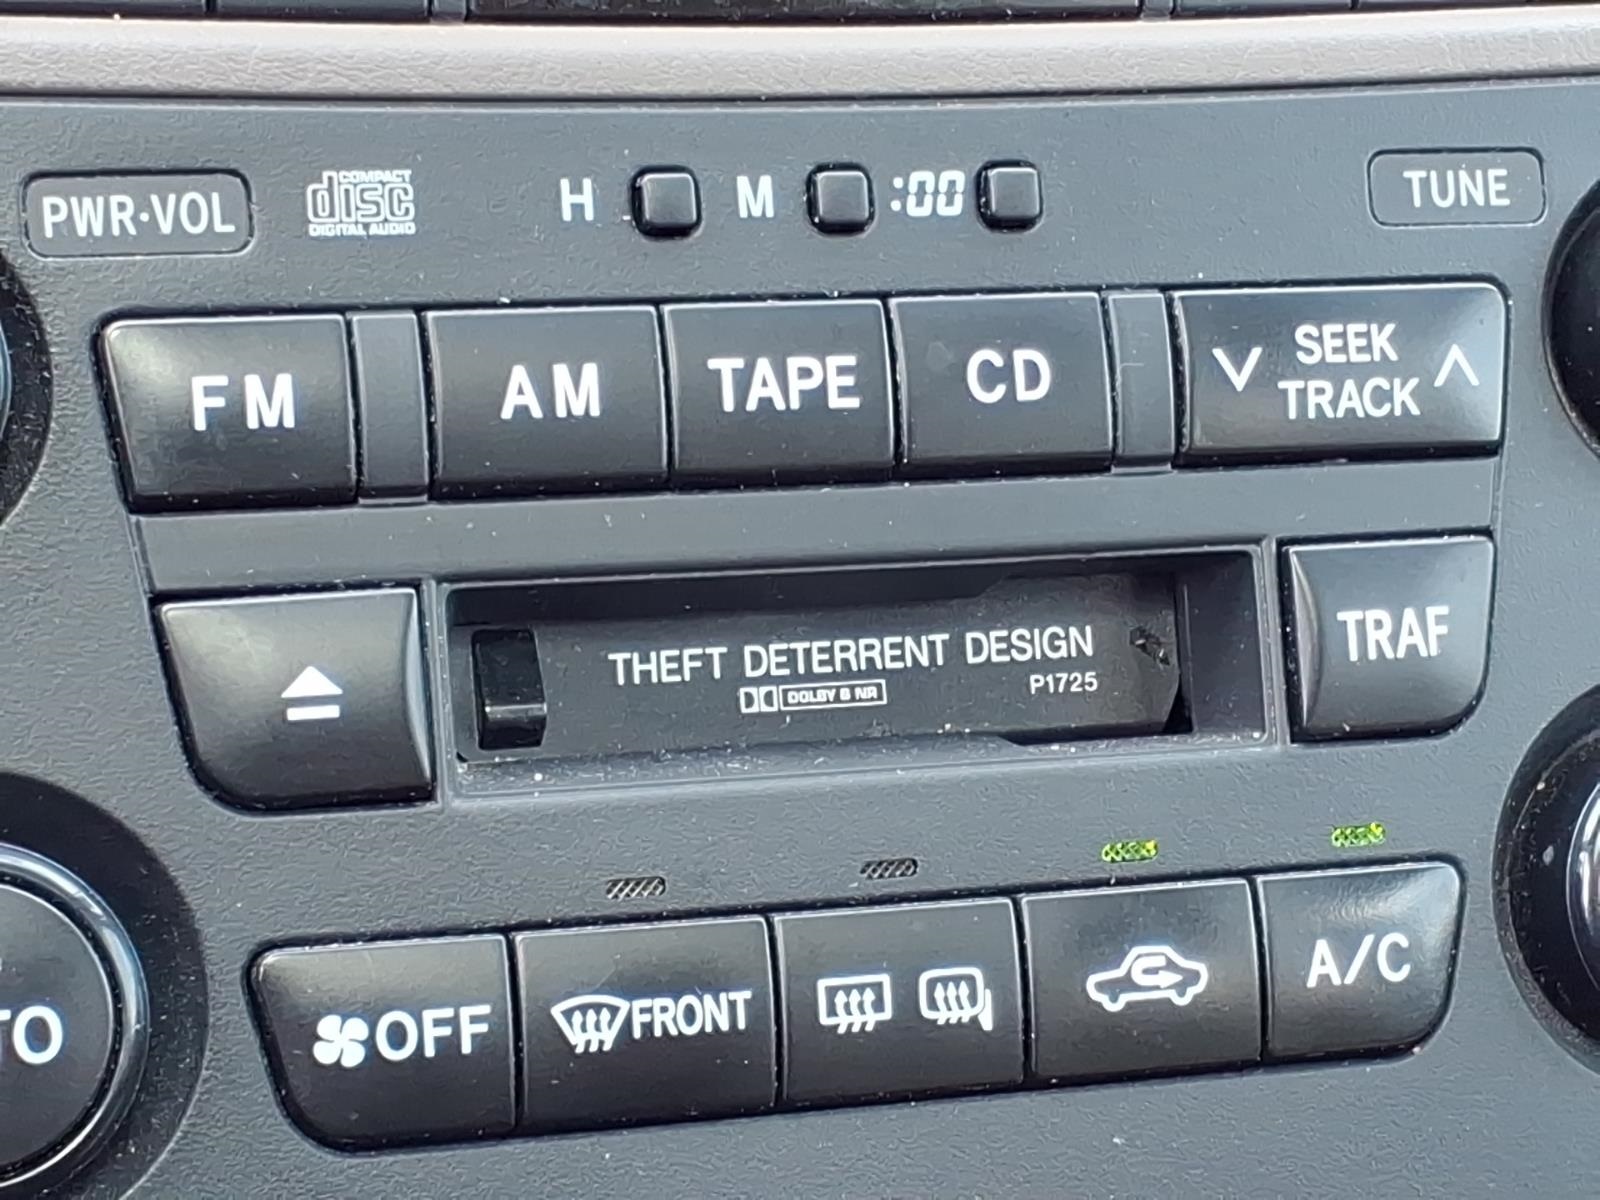 PWR·VOL
COMPACT
disc
DIGITAL AUDIO
H
M
:00
TUNE
FM
AM
TAPE
CD
SEEK
TRACK
THEFT DETERRENT DESIGN
DOLBY B NR
P1725
TRAF
TO
OFF
FRONT
A/C